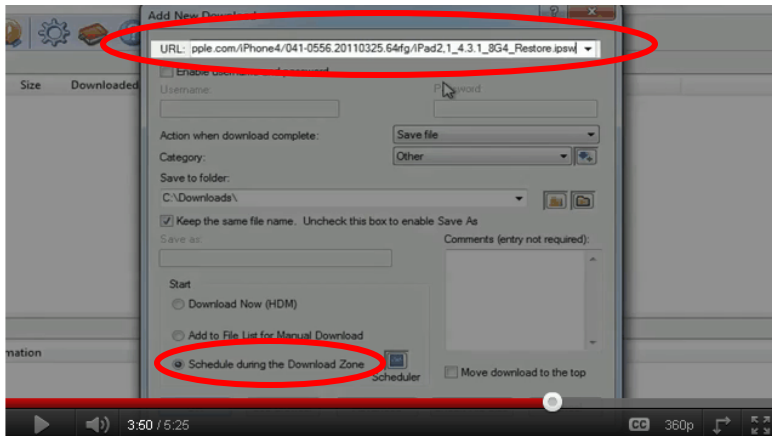 Add New Download
URL: pple.com/iPhone4/041-0556.20110325.64rfg/iPad2,1_4.3.1_8G4_Restore.ipsw
Enable username and password
Size Downloaded
Username: Password
Action when download complete: Save file
Category: Other
Save to folder:
C:\Downloads\
Keep the same file name. Uncheck this box to enable Save As
Save as: Comments (entry not required):
Start
Download Now (HDM)
Add to File List for Manual Download
mation
Schedule during the Download Zone
Scheduler Move download to the top
3:50 / 5:25 CC 360p